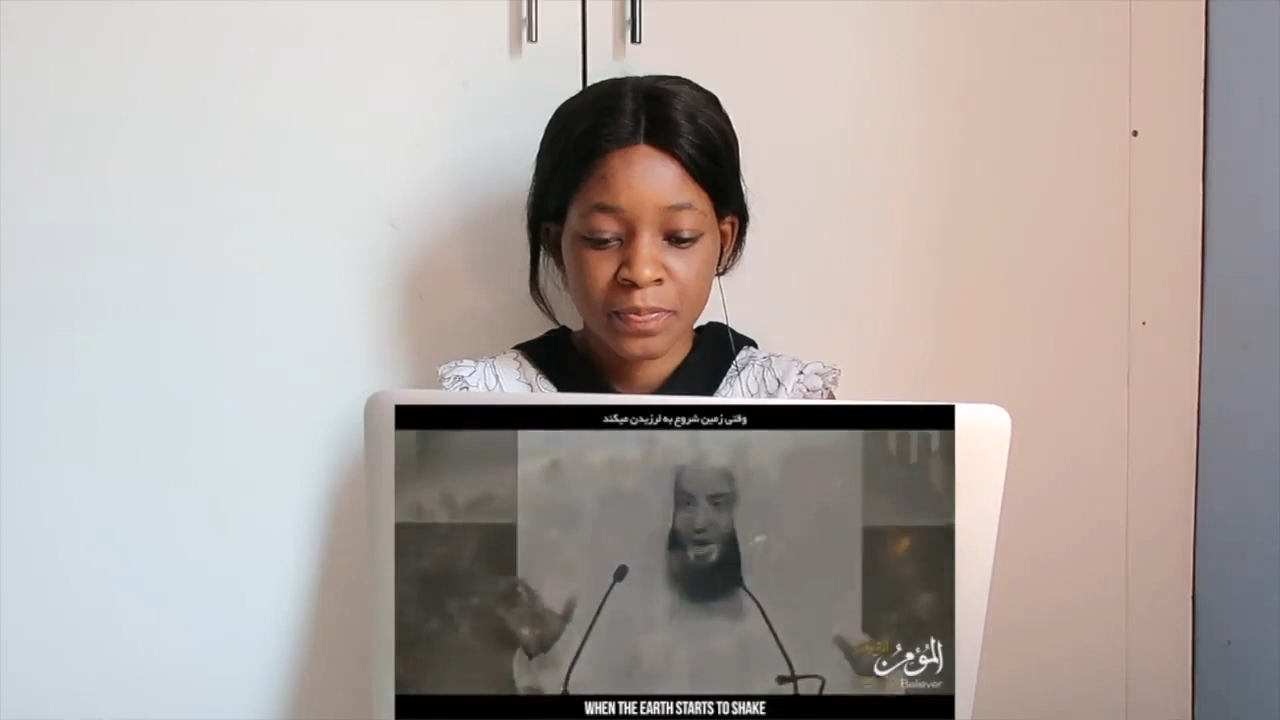 وقتی زمین شروع به لرزیدن میکند
المؤمن
Believer
WHEN THE EARTH STARTS TO SHAKE